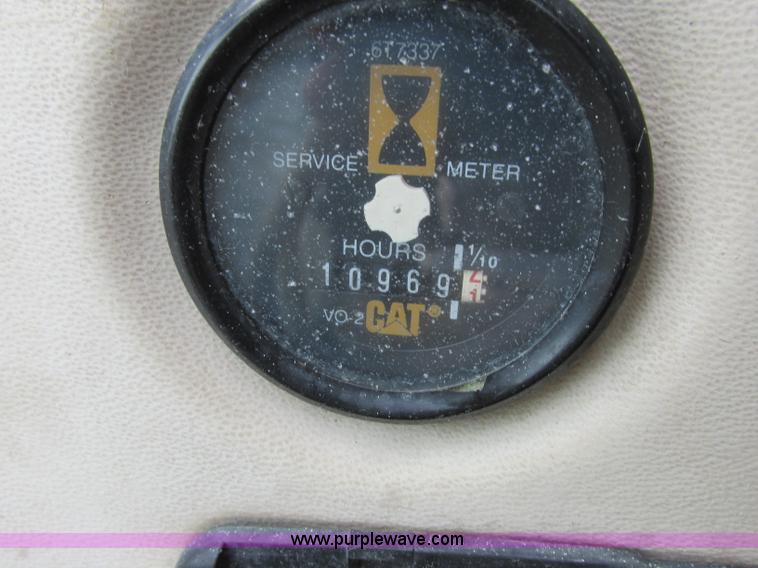 617337
SERVICE METER
HOURS 1/10
10969
VO-2 CAT®
www.purplewave.com